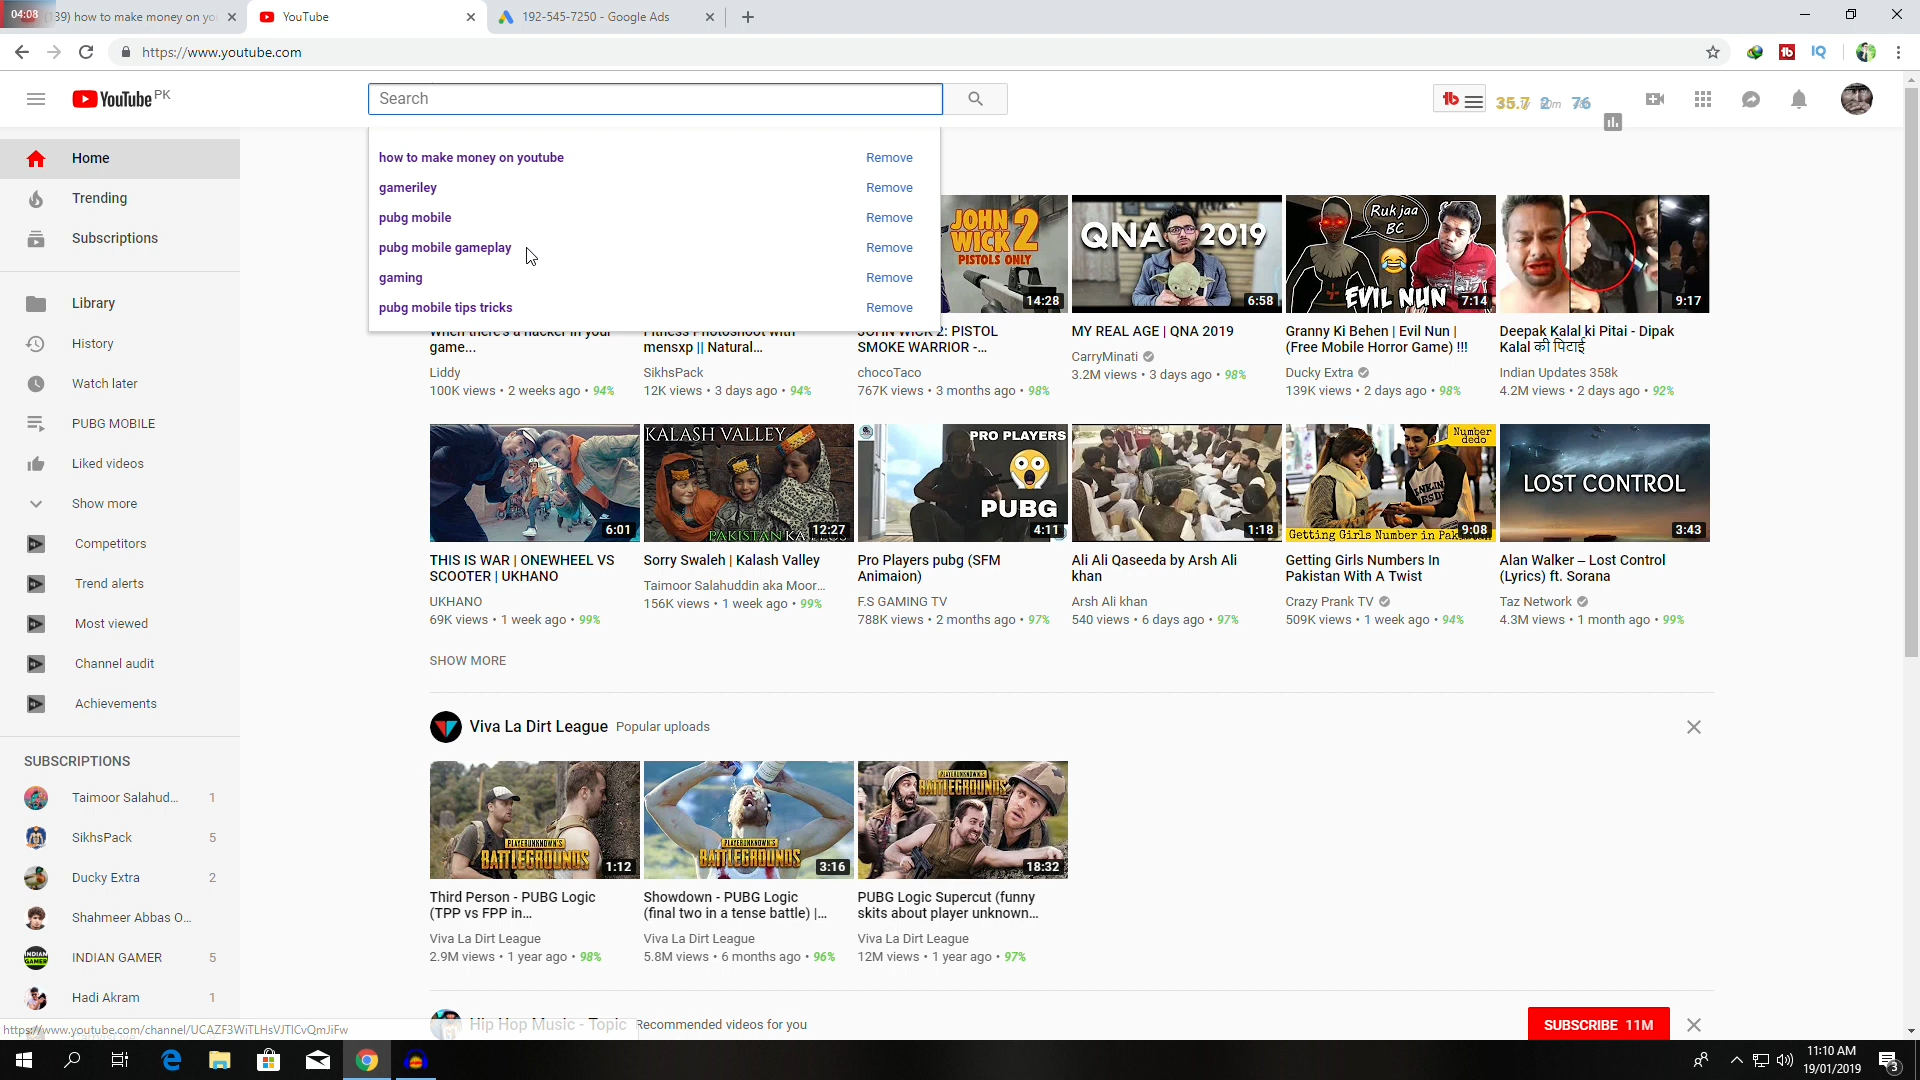 04:08
39) how to make money on yo
YouTube
192-545-7250 - Google Ads
https://www.youtube.com
YouTube PK
Search
35.7 2 76
Home
Trending
Subscriptions
Library
History
Watch later
PUBG MOBILE
Liked videos
Show more
Competitors
Trend alerts
Most viewed
Channel audit
Achievements
SUBSCRIPTIONS
Taimoor Salahud... 1
SikhsPack 5
Ducky Extra 2
Shahmeer Abbas O...
INDIAN GAMER 5
Hadi Akram 1
how to make money on youtube Remove
gameriley Remove
pubg mobile Remove
pubg mobile gameplay Remove
gaming Remove
pubg mobile tips tricks Remove
JOHN
WICK 2
PISTOLS ONLY
14:28
QNA 2019
6:58
Ruk jaa
BC
EVIL NUN
7:14
9:17
When there's a hacker in your
game...
Liddy
100K views • 2 weeks ago • 94%
Fitness Photoshoot with
mensxp || Natural...
SikhsPack
12K views • 3 days ago • 94%
JOHN WICK 2: PISTOL
SMOKE WARRIOR -...
chocoTaco
767K views • 3 months ago • 98%
MY REAL AGE | QNA 2019
CarryMinati
3.2M views • 3 days ago • 98%
Granny Ki Behen | Evil Nun |
(Free Mobile Horror Game) !!!
Ducky Extra
139K views • 2 days ago • 98%
Deepak Kalal ki Pitai - Dipak
Kalal की पिटाई
Indian Updates 358k
4.2M views • 2 days ago • 92%
6:01
KALASH VALLEY
12:27
PRO PLAYERS
PUBG
4:11
1:18
Number
dedo
9:08
LOST CONTROL
3:43
THIS IS WAR | ONEWHEEL VS
SCOOTER | UKHANO
UKHANO
69K views • 1 week ago • 99%
Sorry Swaleh | Kalash Valley
Taimoor Salahuddin aka Moor...
156K views • 1 week ago • 99%
Pro Players pubg (SFM
Animaion)
F.S GAMING TV
788K views • 2 months ago • 97%
Ali Ali Qaseeda by Arsh Ali
khan
Arsh Ali khan
540 views • 6 days ago • 97%
Getting Girls Numbers In
Pakistan With A Twist
Crazy Prank TV
509K views • 1 week ago • 94%
Alan Walker – Lost Control
(Lyrics) ft. Sorana
Taz Network
4.3M views • 1 month ago • 99%
SHOW MORE
Viva La Dirt League Popular uploads
PLAYERUNKNOWN'S
BATTLEGROUNDS
1:12
PLAYERUNKNOWN'S
BATTLEGROUNDS
3:16
PLAYERUNKNOWN'S
BATTLEGROUNDS
18:32
Third Person - PUBG Logic
(TPP vs FPP in...
Viva La Dirt League
2.9M views • 1 year ago • 98%
Showdown - PUBG Logic
(final two in a tense battle) |...
Viva La Dirt League
5.8M views • 6 months ago • 96%
PUBG Logic Supercut (funny
skits about player unknown...
Viva La Dirt League
12M views • 1 year ago • 97%
Hip Hop Music - Topic Recommended videos for you
SUBSCRIBE 11M
https://www.youtube.com/channel/UCAZF3WiTLHsVJTICvQmJiFw
11:10 AM
19/01/2019
3